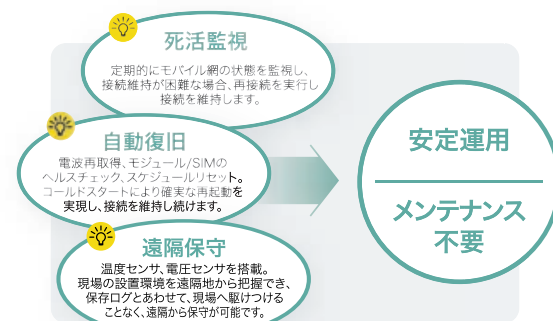 死活監視
定期的にモバイル網の状態を監視し、
接続維持が困難な場合、再接続を実行し
接続を維持します。
自動復旧
電波再取得、モジュール/SIMの
ヘルスチェック、スケジュールリセット。
コールドスタートにより確実な再起動を
実現し、接続を維持し続けます。
遠隔保守
温度センサ、電圧センサを搭載。
現場の設置環境を遠隔地から把握でき、
保存ログとあわせて、現場へ駆けつける
ことなく、遠隔から保守が可能です。
安定運用
メンテナンス
不要